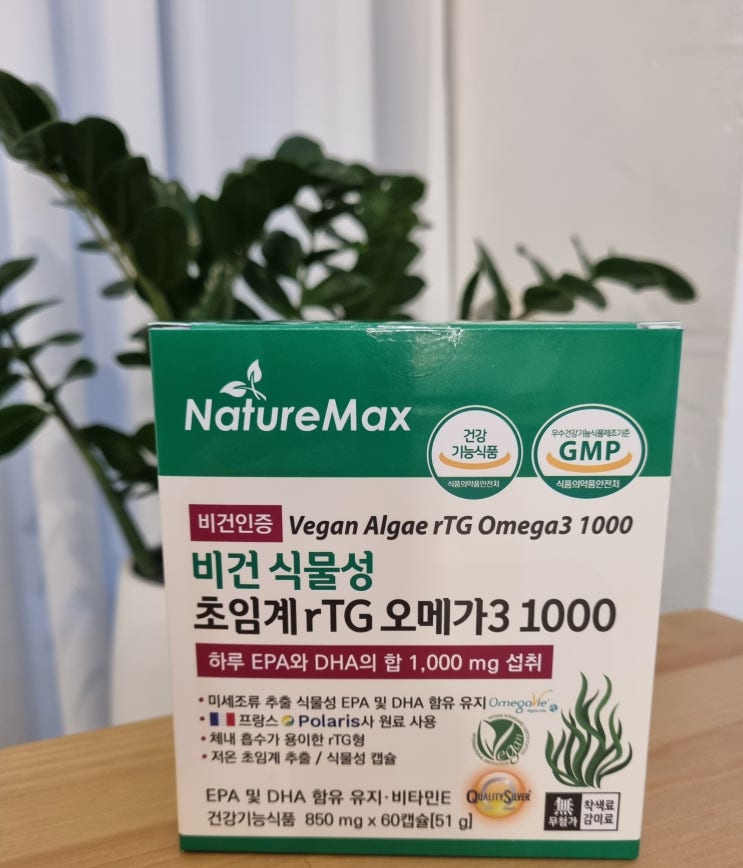 NatureMax
건강
기능식품
식품의약품안전처
우수건강기능식품제조기준
GMP
식품의약품안전처
비건인증 Vegan Algae rTG Omega3 1000
비건 식물성
초임계 rTG 오메가3 1000
하루 EPA와 DHA의 합 1,000 mg 섭취
• 미세조류 추출 식물성 EPA 및 DHA 함유 유지
• 프랑스 Polaris사 원료 사용
• 체내 흡수가 용이한 rTG형
• 저온 초임계 추출 / 식물성 캡슐
Vegan
QUALITYSILVER
EPA 및 DHA 함유 유지·비타민E
건강기능식품 850 mg x 60캡슐[51 g]
無
무첨가
착색료
감미료